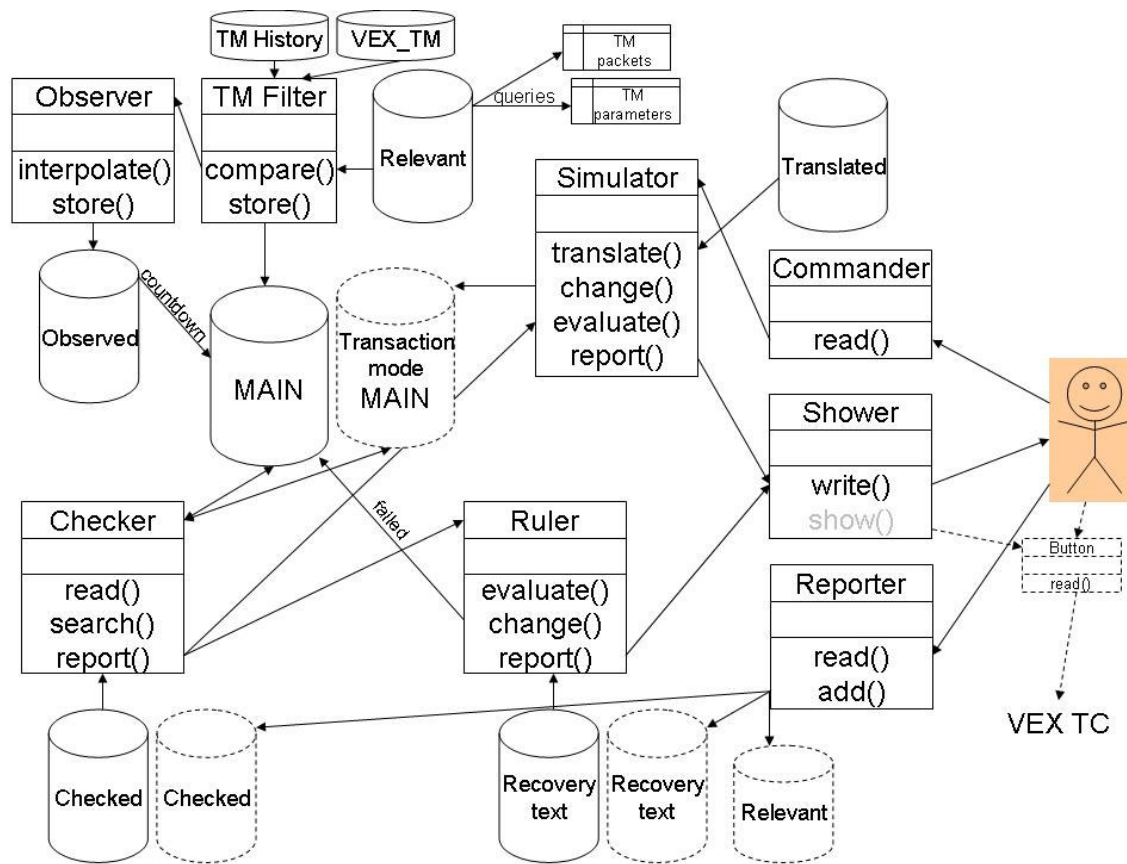 TM History
VEX_TM
TM
packets
queries
TM
parameters
Observer
interpolate()
store()
TM Filter
compare()
store()
Relevant
Simulator
translate()
change()
evaluate()
report()
Translated
Commander
read()
Observed
countdown
MAIN
Transaction
mode
MAIN
Shower
write()
show()
Checker
read()
search()
report()
failed
Ruler
evaluate()
change()
report()
Button
read()
Reporter
read()
add()
VEX TC
Checked
Checked
Recovery
text
Recovery
text
Relevant